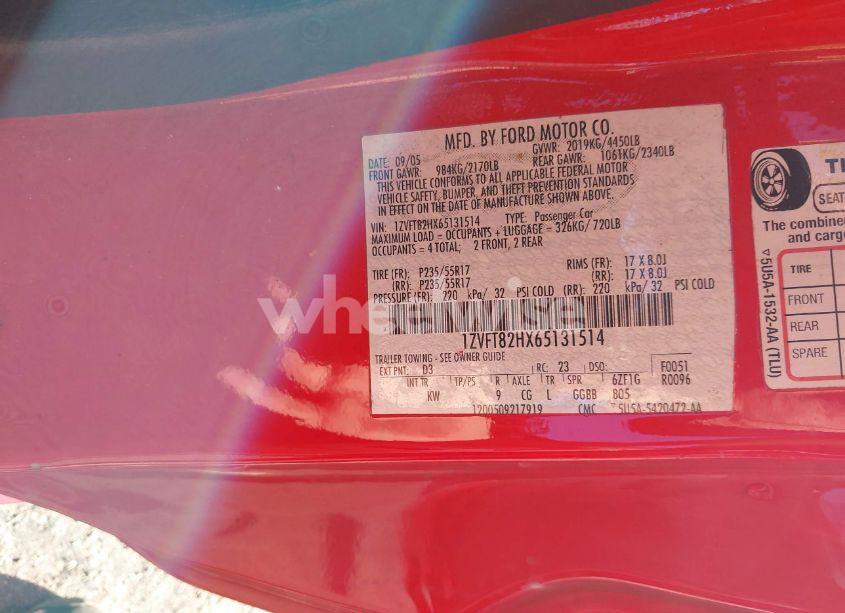 MFD. BY FORD MOTOR CO.
DATE: 09/05 GVWR: 2019KG/4450LB
FRONT GAWR: 984KG/2170LB REAR GAWR: 1061KG/2340LB
THIS VEHICLE CONFORMS TO ALL APPLICABLE FEDERAL MOTOR
VEHICLE SAFETY, BUMPER, AND THEFT PREVENTION STANDARDS
IN EFFECT ON THE DATE OF MANUFACTURE SHOWN ABOVE.
VIN: 1ZVFT82HX65131514 TYPE: Passenger Car
MAXIMUM LOAD = OCCUPANTS + LUGGAGE = 326KG/ 720LB
OCCUPANTS = 4 TOTAL; 2 FRONT, 2 REAR
TIRE (FR): P235/55R17 RIMS (FR): 17 X 8.0J
(RR): P235/55R17 (RR): 17 X 8.0J
PRESSURE (FR): 220 kPa/ 32 PSI COLD (RR): 220 kPa/ 32 PSI COLD
wheelwise
1ZVFT82HX65131514
TRAILER TOWING - SEE OWNER GUIDE
EXT PNT: D3 RC: 23 DSO: F0051
INT TR TP/PS R AXLE TR SPR 6ZF1G R0096
KW 9 CG L GGBB 805
1200509217919 CMC 5U5A-5420472-AA
▽5U5A-1532-AA (TLU)
SEAT
The combined
and cargo
TIRE
FRONT
REAR
SPARE